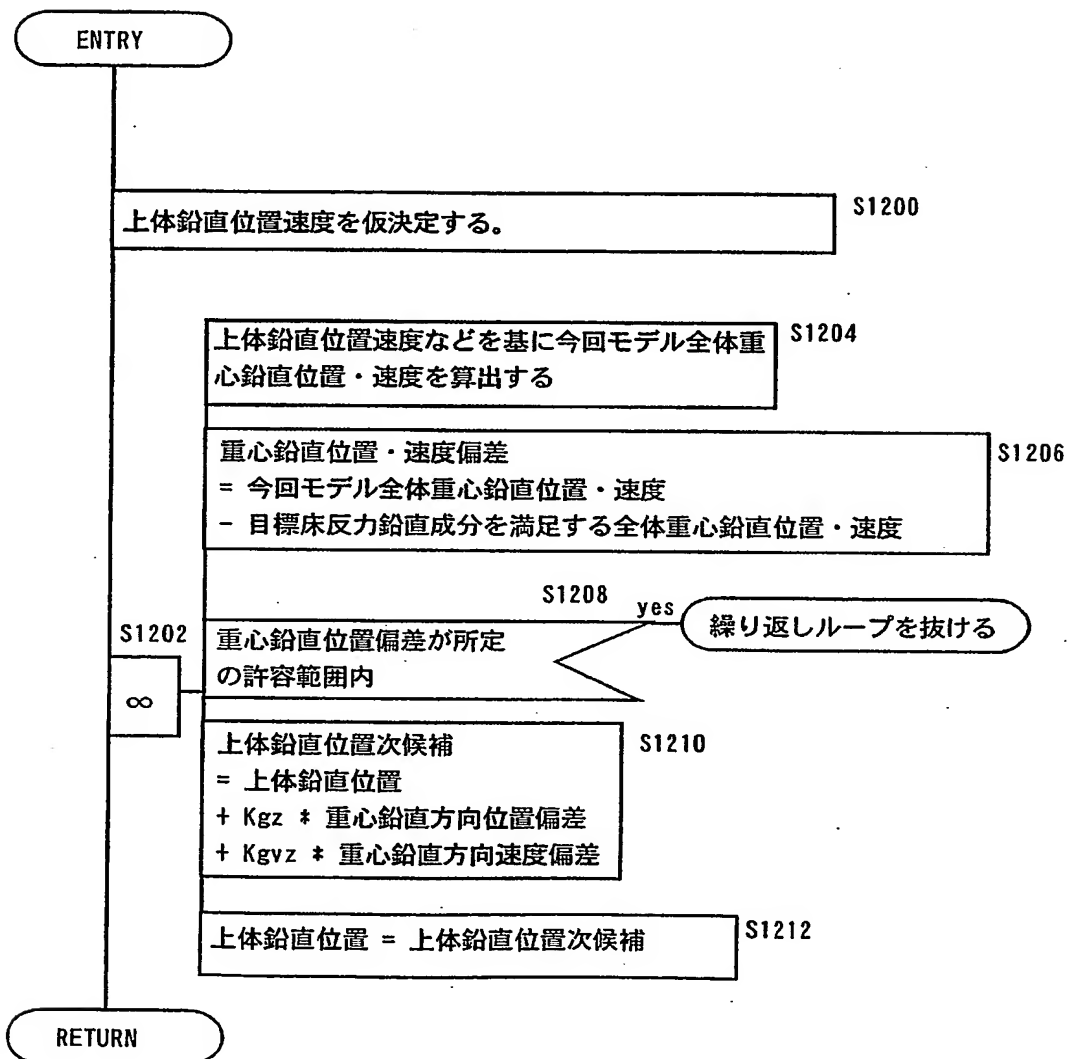 ENTRY
S1200
上体鉛直位置速度を仮決定する。
上体鉛直位置速度などを基に今回モデル全体重
心鉛直位置・速度を算出する
S1204
重心鉛直位置・速度偏差
= 今回モデル全体重心鉛直位置・速度
- 目標床反力鉛直成分を満足する全体重心鉛直位置・速度
S1206
S1202
∞
S1208
重心鉛直位置偏差が所定
の許容範囲内
yes
繰り返しループを抜ける
上体鉛直位置次候補
= 上体鉛直位置
+ Kgz * 重心鉛直方向位置偏差
+ Kgvz * 重心鉛直方向速度偏差
S1210
上体鉛直位置 = 上体鉛直位置次候補
S1212
RETURN